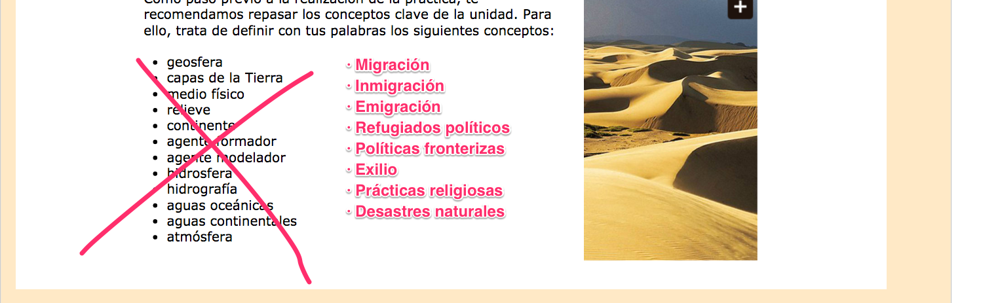 Como paso previo a la realización de la práctica, te
recomendamos repasar los conceptos clave de la unidad. Para
ello, trata de definir con tus palabras los siguientes conceptos:
• geosfera
• capas de la Tierra
• medio físico
• relieve
• continente
• agente formador
• agente modelador
• hidrosfera
• hidrografía
• aguas oceánicas
• aguas continentales
• atmósfera
· Migración
· Inmigración
· Emigración
· Refugiados políticos
· Políticas fronterizas
· Exilio
· Prácticas religiosas
· Desastres naturales
+